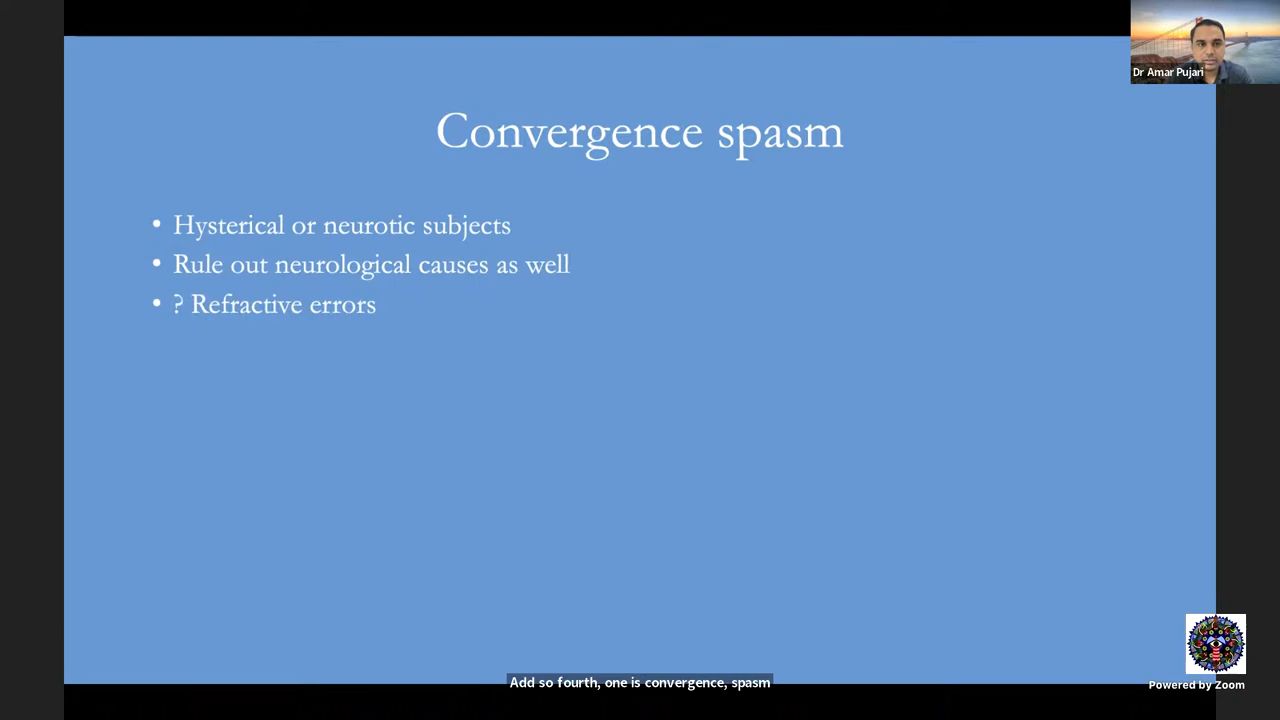 Dr Amar Pujari
Convergence spasm
• Hysterical or neurotic subjects
• Rule out neurological causes as well
• ? Refractive errors
Add so fourth, one is convergence, spasm
Powered by Zoom